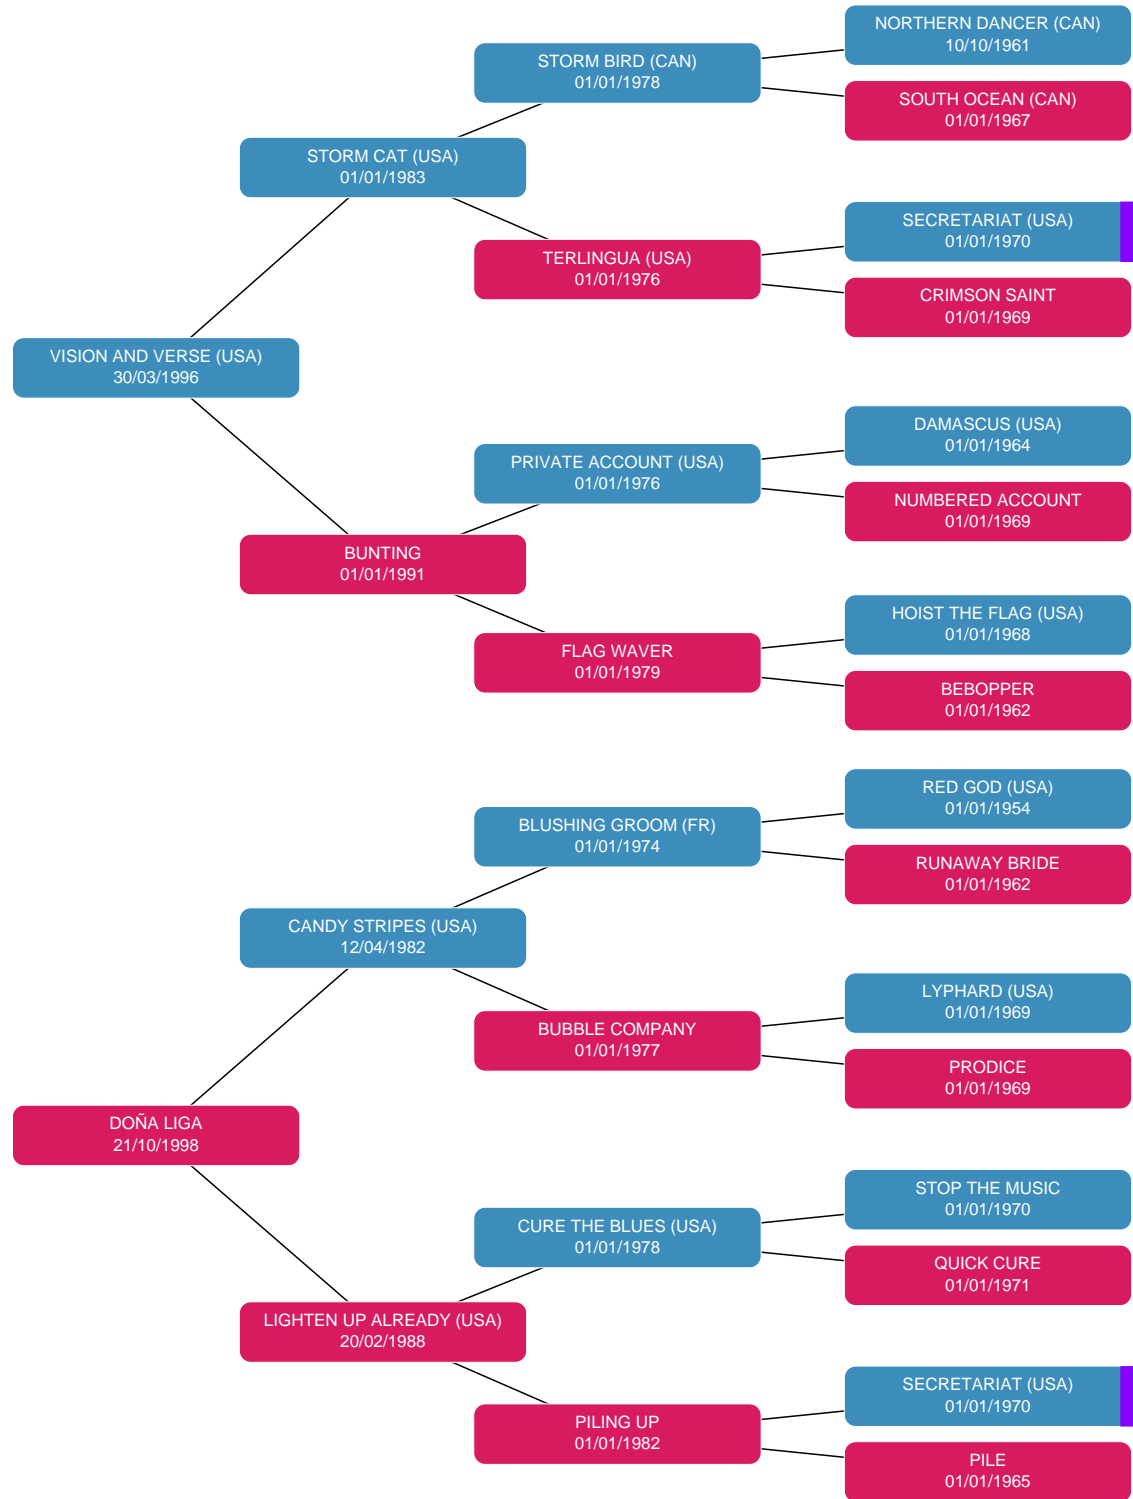 NORTHERN DANCER (CAN)
10/10/1961
STORM BIRD (CAN)
01/01/1978
SOUTH OCEAN (CAN)
01/01/1967
STORM CAT (USA)
01/01/1983
SECRETARIAT (USA)
01/01/1970
TERLINGUA (USA)
01/01/1976
CRIMSON SAINT
01/01/1969
VISION AND VERSE (USA)
30/03/1996
DAMASCUS (USA)
01/01/1964
PRIVATE ACCOUNT (USA)
01/01/1976
NUMBERED ACCOUNT
01/01/1969
BUNTING
01/01/1991
HOIST THE FLAG (USA)
01/01/1968
FLAG WAVER
01/01/1979
BEBOPPER
01/01/1962
RED GOD (USA)
01/01/1954
BLUSHING GROOM (FR)
01/01/1974
RUNAWAY BRIDE
01/01/1962
CANDY STRIPES (USA)
12/04/1982
LYPHARD (USA)
01/01/1969
BUBBLE COMPANY
01/01/1977
PRODICE
01/01/1969
DOÑA LIGA
21/10/1998
STOP THE MUSIC
01/01/1970
CURE THE BLUES (USA)
01/01/1978
QUICK CURE
01/01/1971
LIGHTEN UP ALREADY (USA)
20/02/1988
SECRETARIAT (USA)
01/01/1970
PILING UP
01/01/1982
PILE
01/01/1965